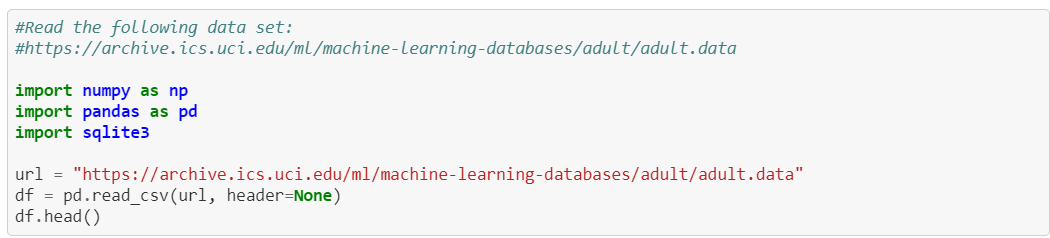 #Read the following data set:
#https://archive.ics.uci.edu/ml/machine-learning-databases/adult/adult.data
import numpy as np
import pandas as pd
import sqlite3
url = "https://archive.ics.uci.edu/ml/machine-learning-databases/adult/adult.data"
df = pd.read_csv(url, header=None)
df.head()